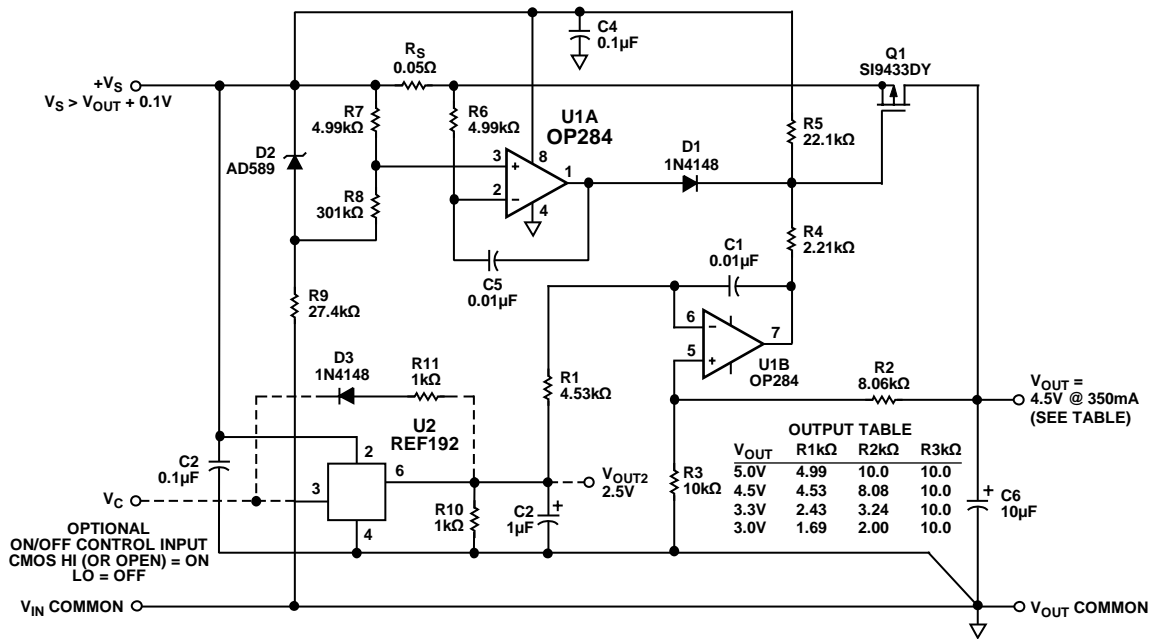 C4
0.1µF
RS
0.05Ω
Q1
SI9433DY
+VS
VS > VOUT + 0.1V
R7
4.99kΩ
R6
4.99kΩ
U1A
OP284
R5
22.1kΩ
D2
AD589
D1
1N4148
3
+
8
1
2
−
4
R8
301kΩ
R4
2.21kΩ
C5
0.01µF
C1
0.01µF
R9
27.4kΩ
6
−
7
5
+
U1B
OP284
D3
1N4148
R11
1kΩ
R1
4.53kΩ
R2
8.06kΩ
VOUT =
4.5V @ 350mA
(SEE TABLE)
U2
REF192
C2
0.1µF
2
6
3
4
VOUT2
2.5V
R3
10kΩ
OUTPUT TABLE
VOUT R1kΩ R2kΩ R3kΩ
5.0V 4.99 10.0 10.0
4.5V 4.53 8.08 10.0
3.3V 2.43 3.24 10.0
3.0V 1.69 2.00 10.0
+
C6
10µF
VC
R10
1kΩ
+
C2
1µF
OPTIONAL
ON/OFF CONTROL INPUT
CMOS HI (OR OPEN) = ON
LO = OFF
VIN COMMON
VOUT COMMON